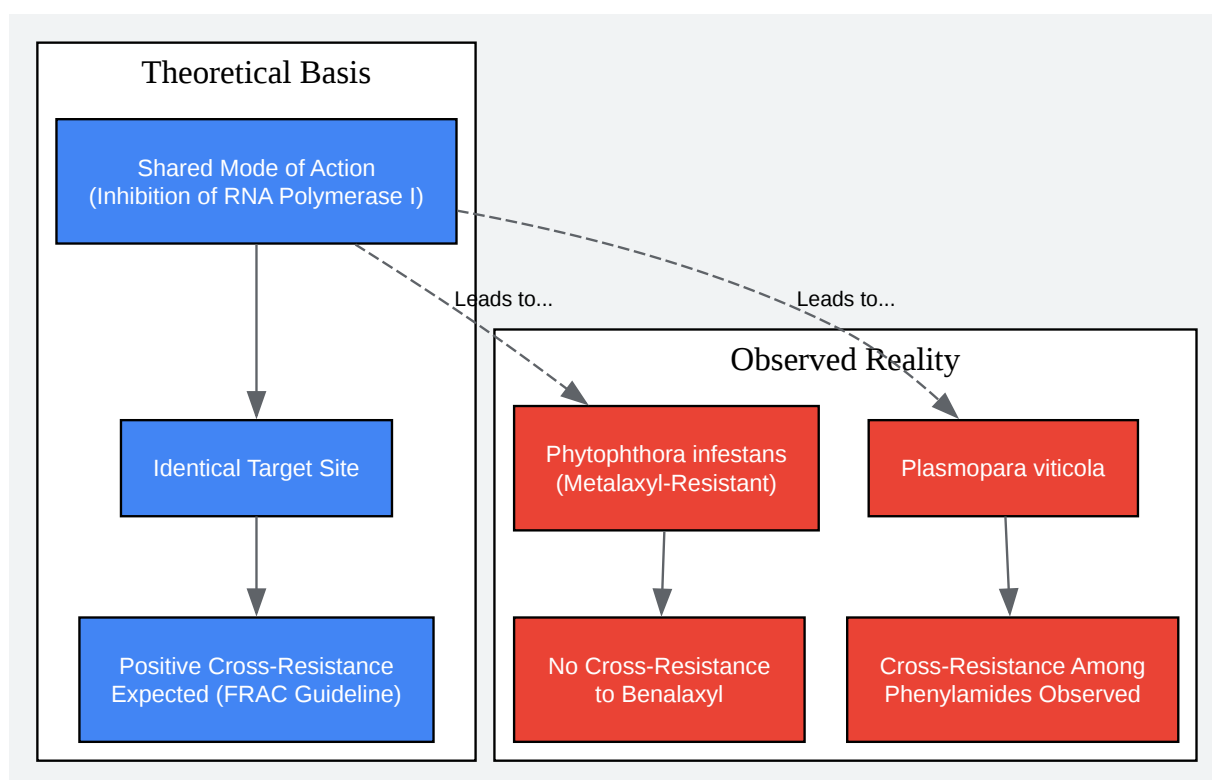 Theoretical Basis
Shared Mode of Action
(Inhibition of RNA Polymerase I)
Leads to...
Leads to...
Identical Target Site
Positive Cross-Resistance
Expected (FRAC Guideline)
Observed Reality
Phytophthora infestans
(Metalaxyl-Resistant)
Plasmopara viticola
No Cross-Resistance
to Benalaxyl
Cross-Resistance Among
Phenylamides Observed